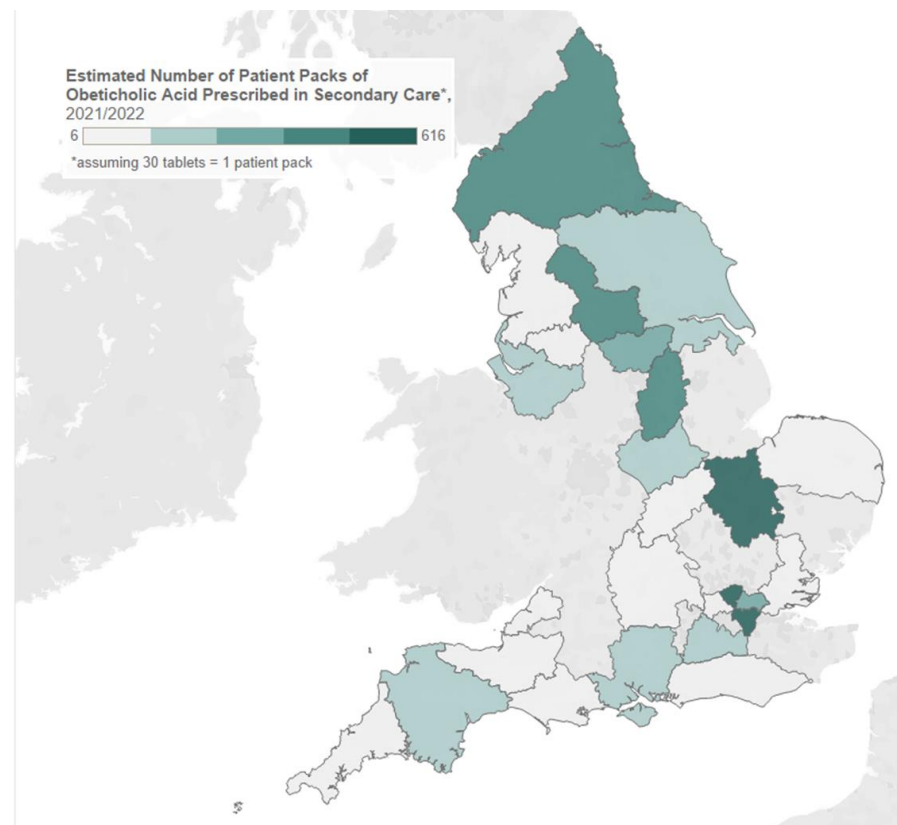 Estimated Number of Patient Packs of
Obeticholic Acid Prescribed in Secondary Care*,
2021/2022
6 616
*assuming 30 tablets = 1 patient pack